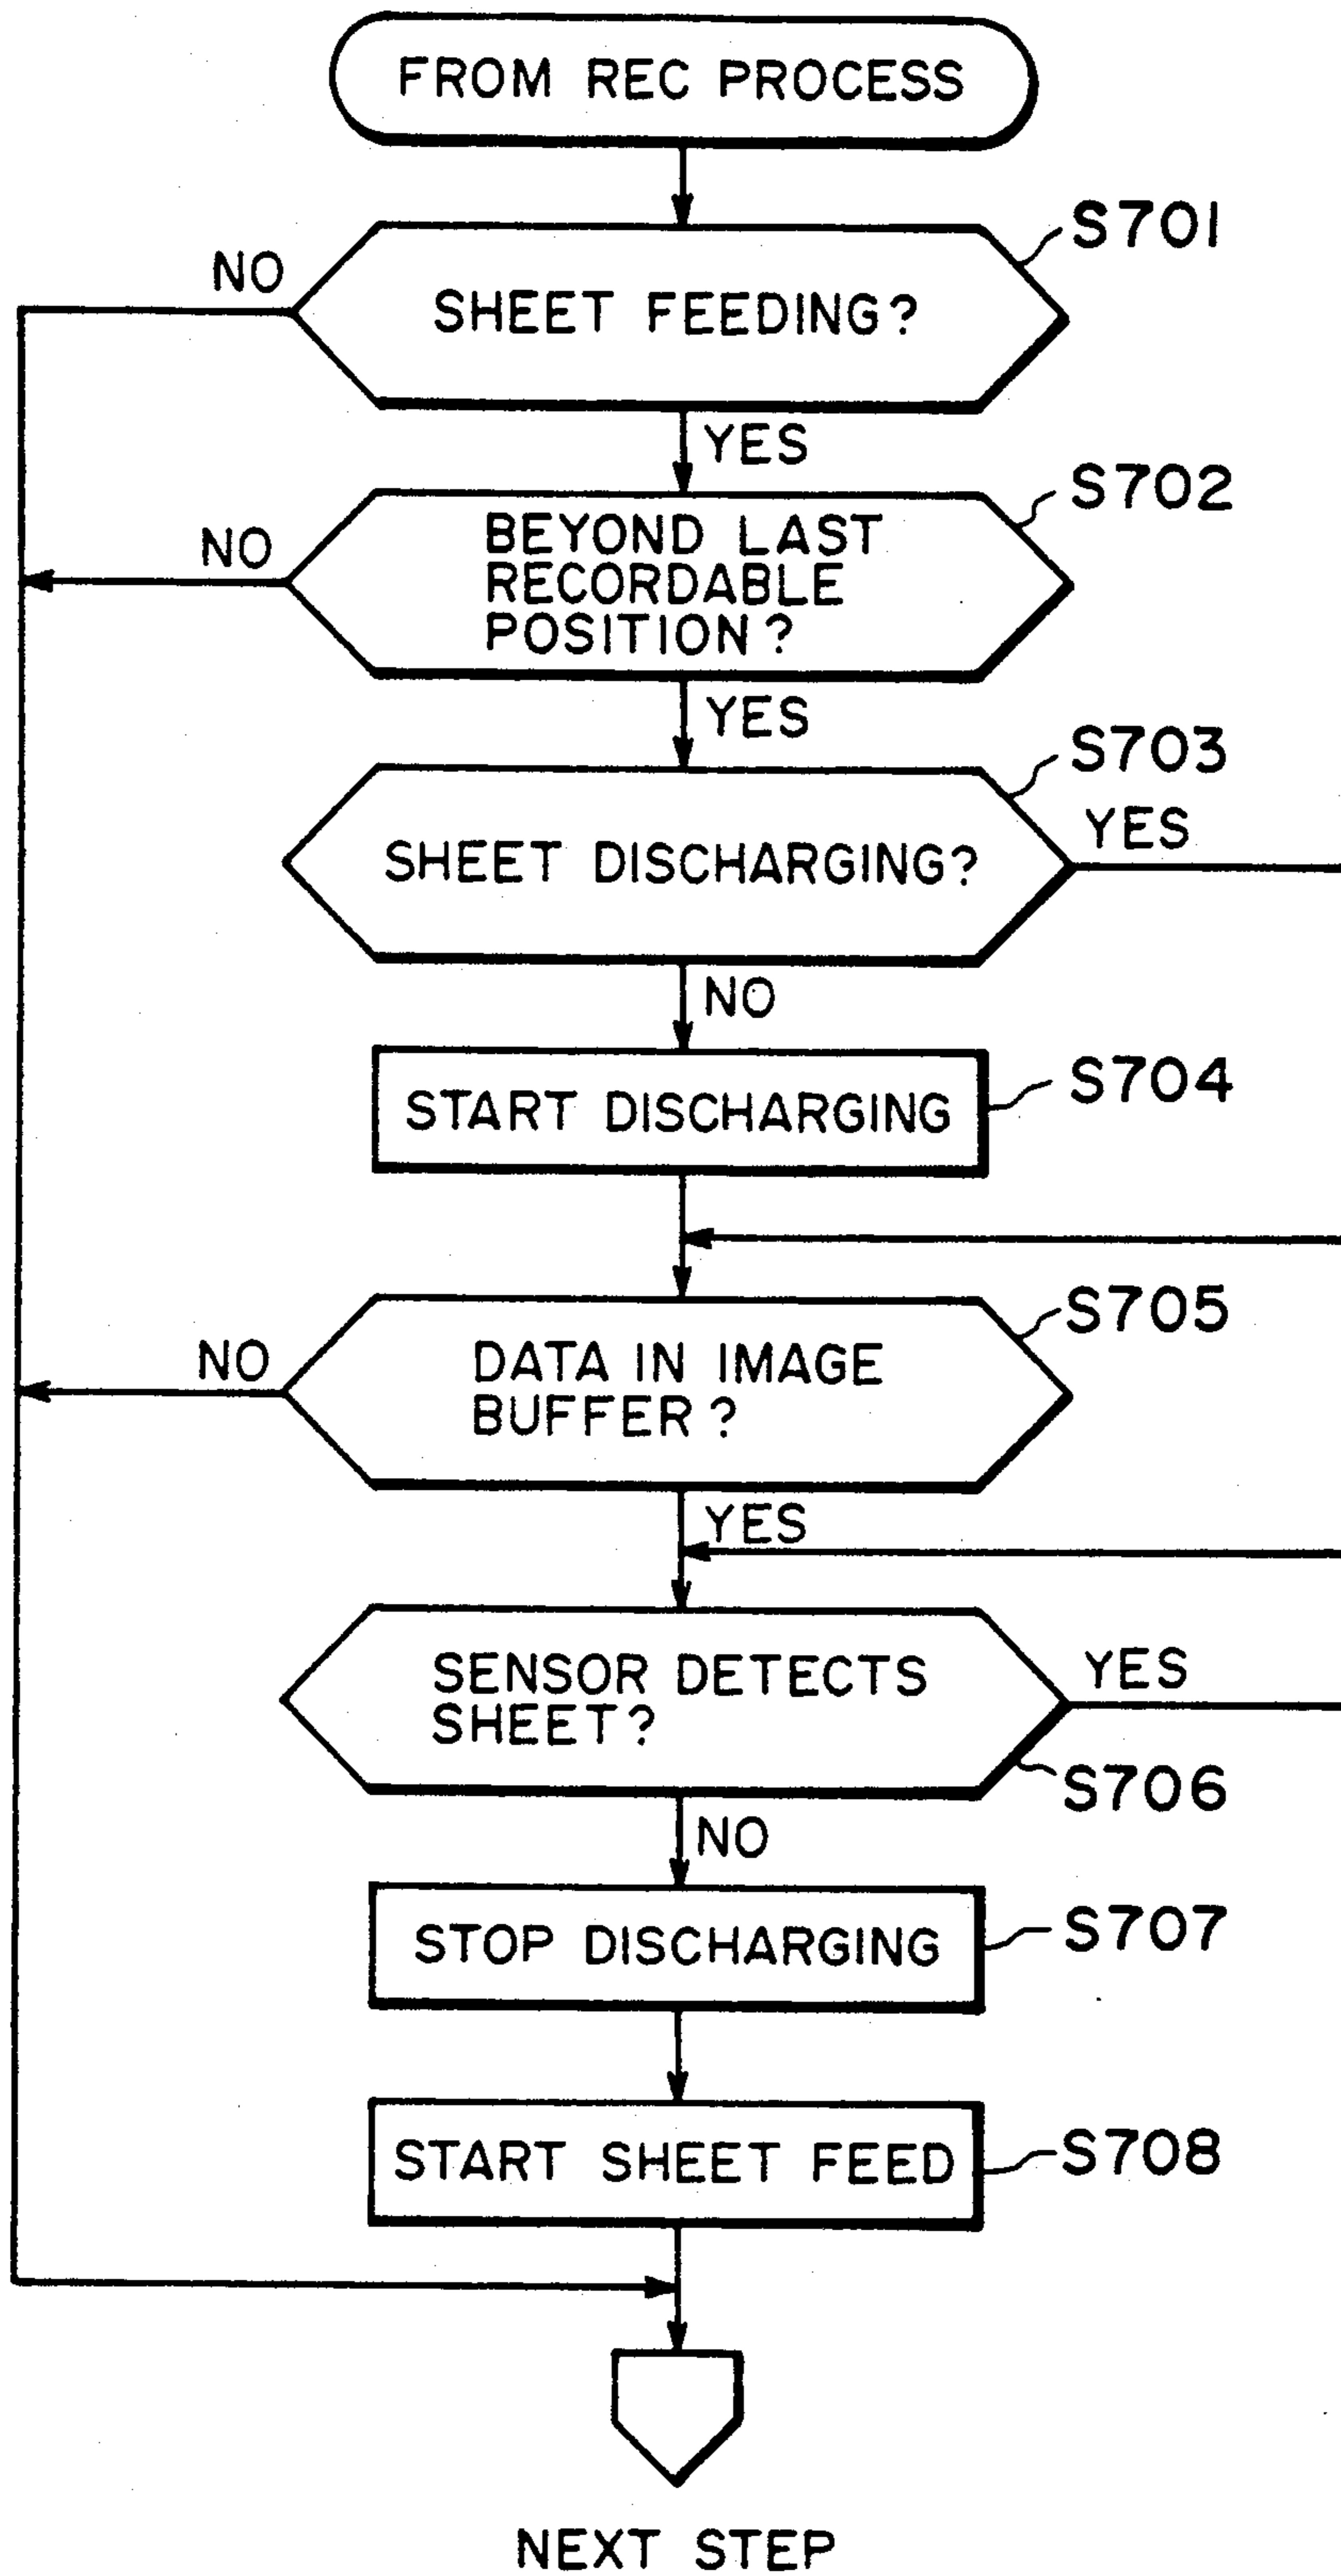 FROM REC PROCESS
S701
NO
SHEET FEEDING?
YES
S702
NO
BEYOND LAST
RECORDABLE
POSITION?
YES
S703
YES
SHEET DISCHARGING?
NO
S704
START DISCHARGING
S705
NO
DATA IN IMAGE
BUFFER?
YES
SENSOR DETECTS
SHEET?
YES
S706
NO
STOP DISCHARGING
S707
START SHEET FEED
S708
NEXT STEP